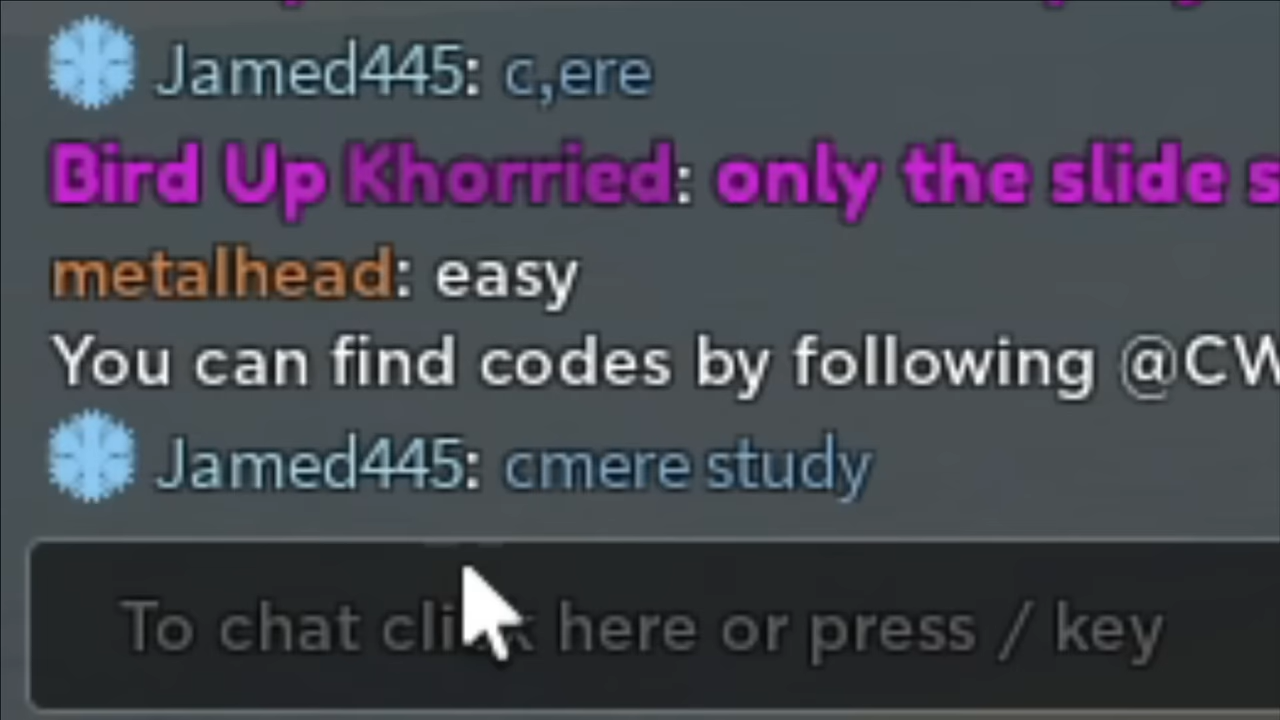 Jamed445: c,ere
Bird Up Khorried: only the slide s
metalhead: easy
You can find codes by following @CW
Jamed445: cmere study
To chat click here or press / key